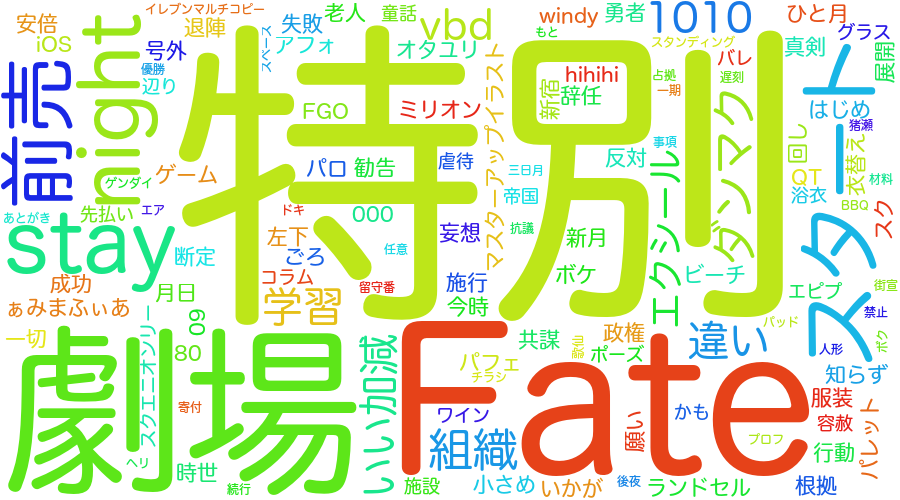 イレブンマルチコピー
安倍
iOS
号外
優勝
辺り
退陣
スペース
失敗
アフォ
老人
童話
オタユリ
vbd
もと
windy
勇者
1010
スタンディング
ひと月
真剣
バレ
グラス
展開
はじめ
前売
night
特別
FGO
ミリオン
hihihi
新宿
辞任
占拠
一期
遅刻
猪瀬
ゲーム
ゲンダイ
パロ
勧告
虐待
三日月
反対
事項
ダンマク
回し
衣替え
QT
材料
浴衣
BBQ
スタート
あとがき
先払い
エア
ドキ
000
帝国
マスターアップイラスト
抗議
エクシール
スク
stay
断定
左下
ごろ
任意
妄想
新月
ボケ
ビーチ
エピプ
街宣
成功
月日
コラム
留守番
施行
今時
禁止
ぁみまふぃあ
学習
09
80
一切
スクエニオンリー
いい加減
共謀
政権
ポーズ
違い
バッド
人形
ボク
知らず
劇場
Fate
パフェ
チラシ
歌仙
寄付
ワイン
組織
願い
かも
服装
容赦
パレット
プロフ
行動
ヘリ
時世
続行
施設
小さめ
いかが
後夜
ランドセル
根拠